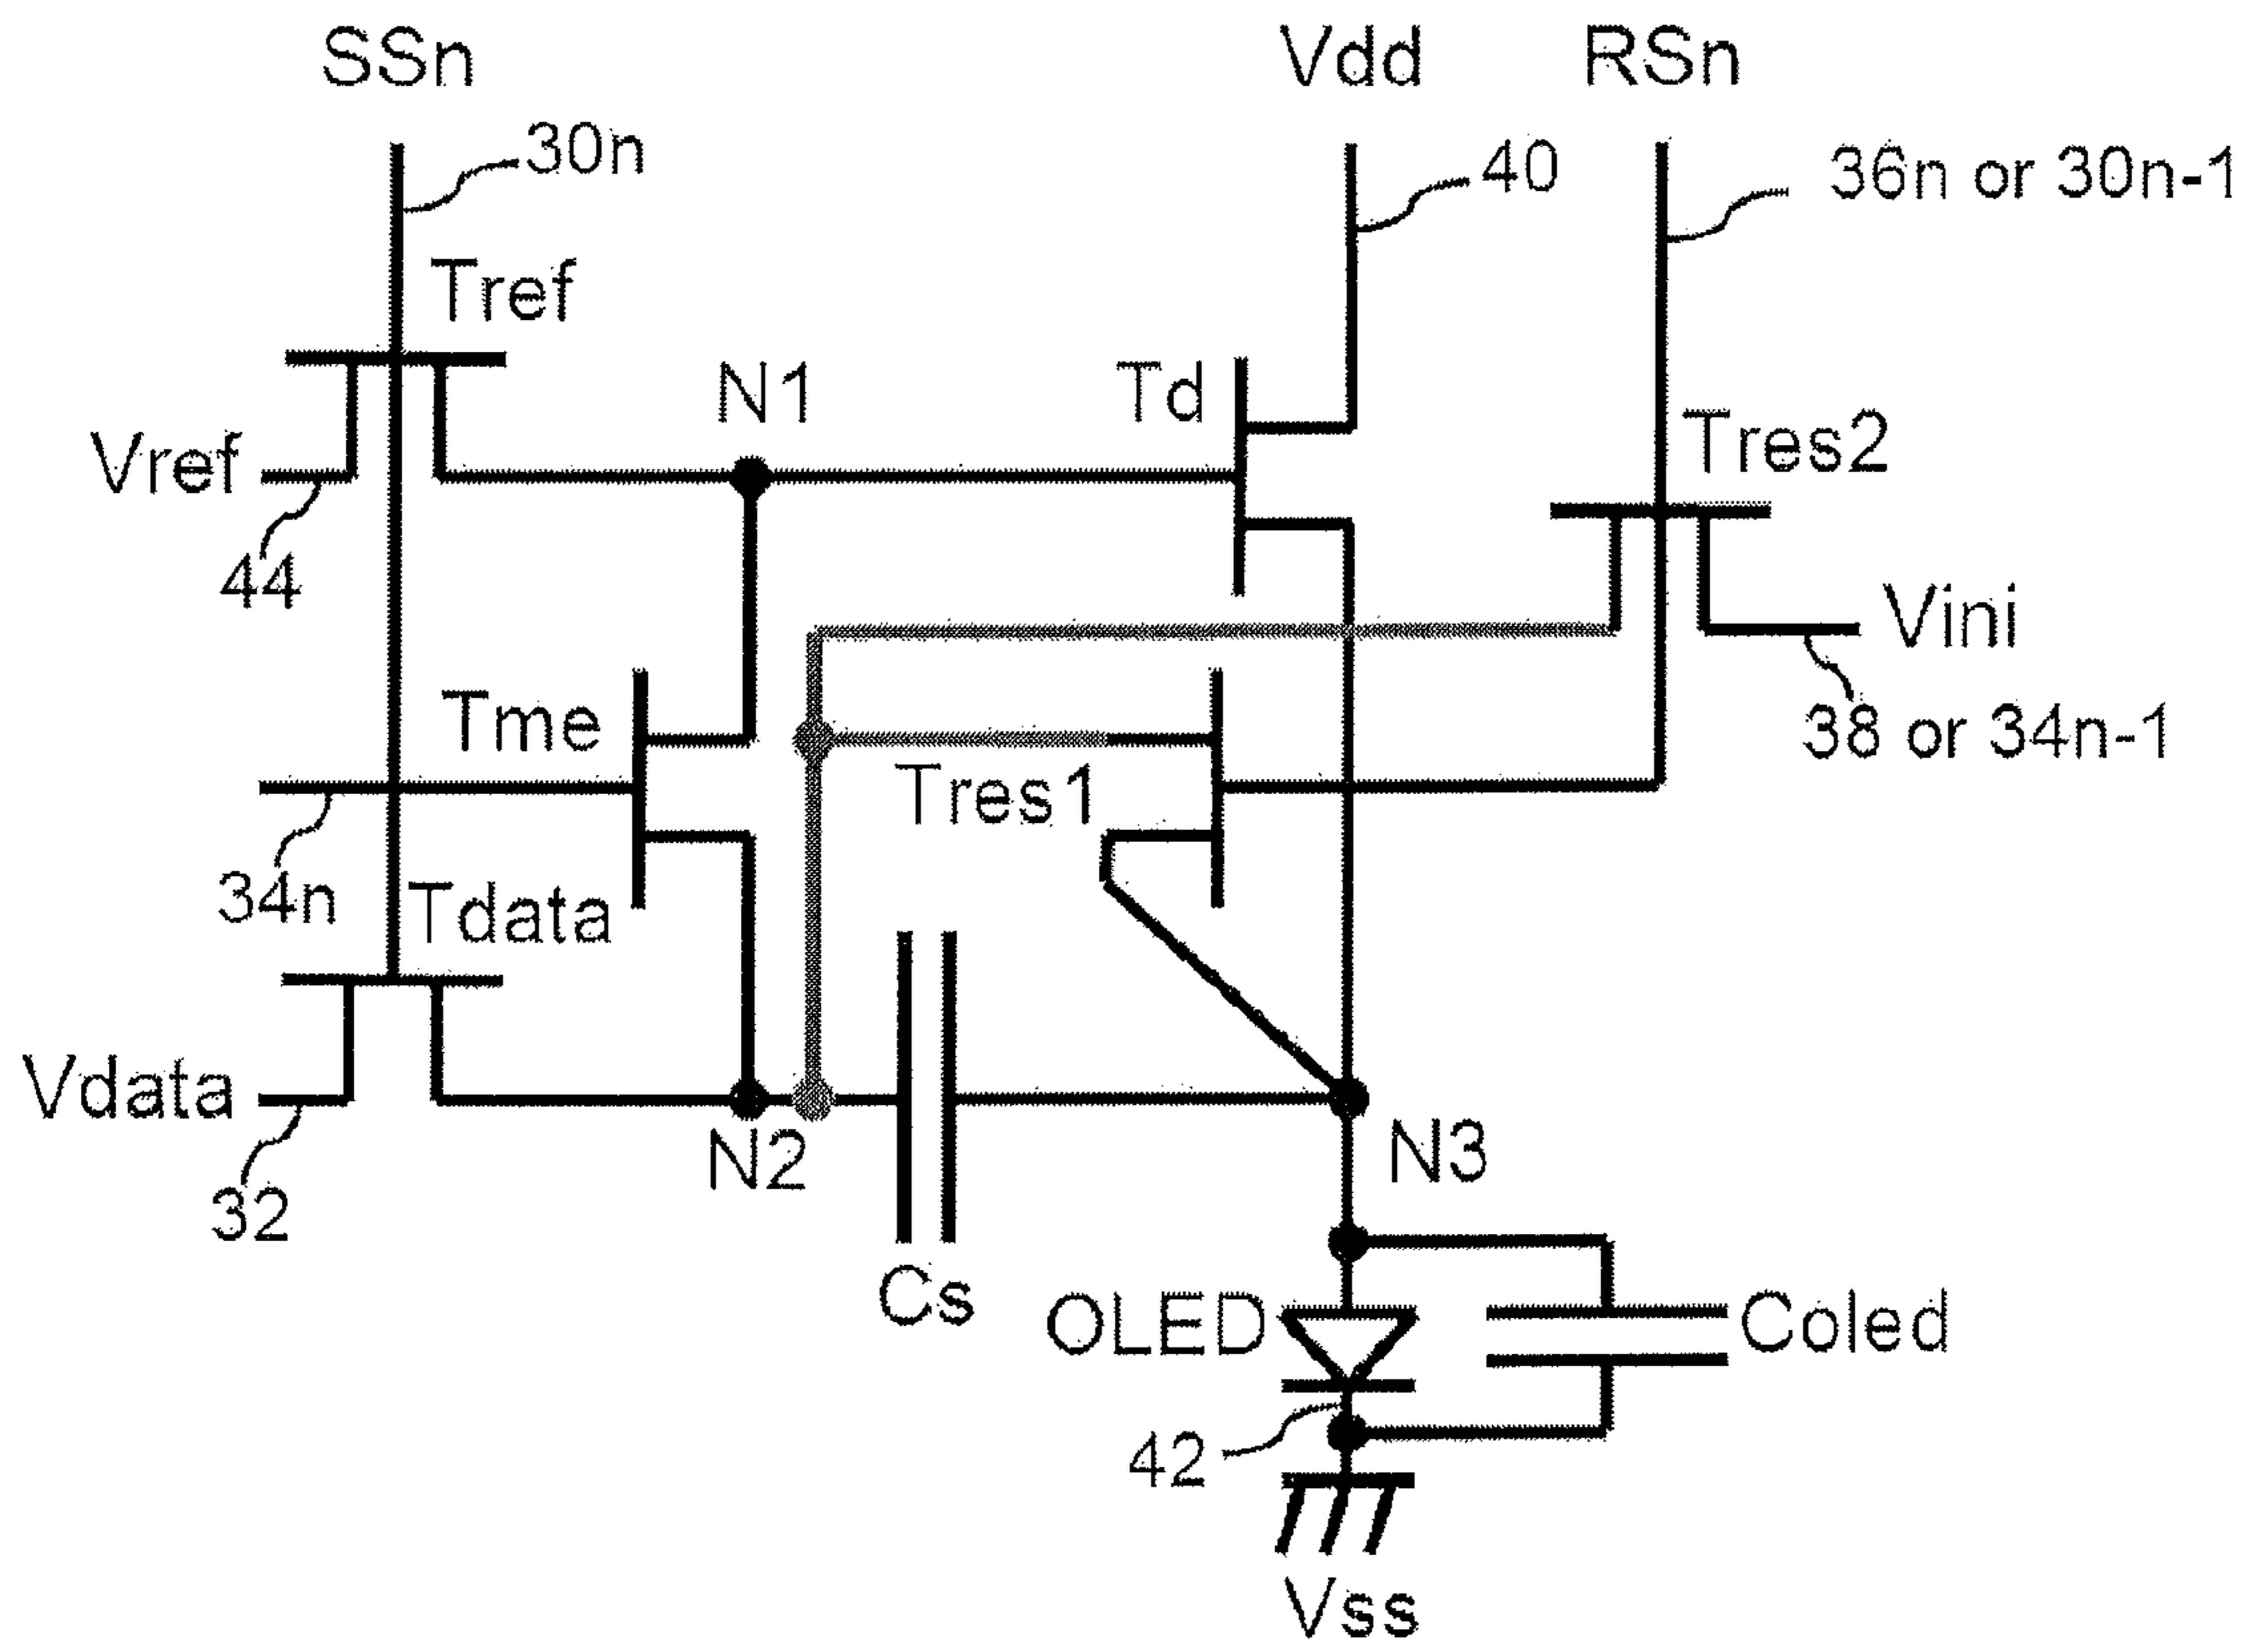 SSn
Vdd
RSn
30n
40
36n or 30n-1
Tref
N1
Td
Tres2
Vref
44
Vini
Tme
38 or 34n-1
Tres1
34n
Tdata
Vdata
N2
N3
32
Cs
OLED
Coled
42
Vss